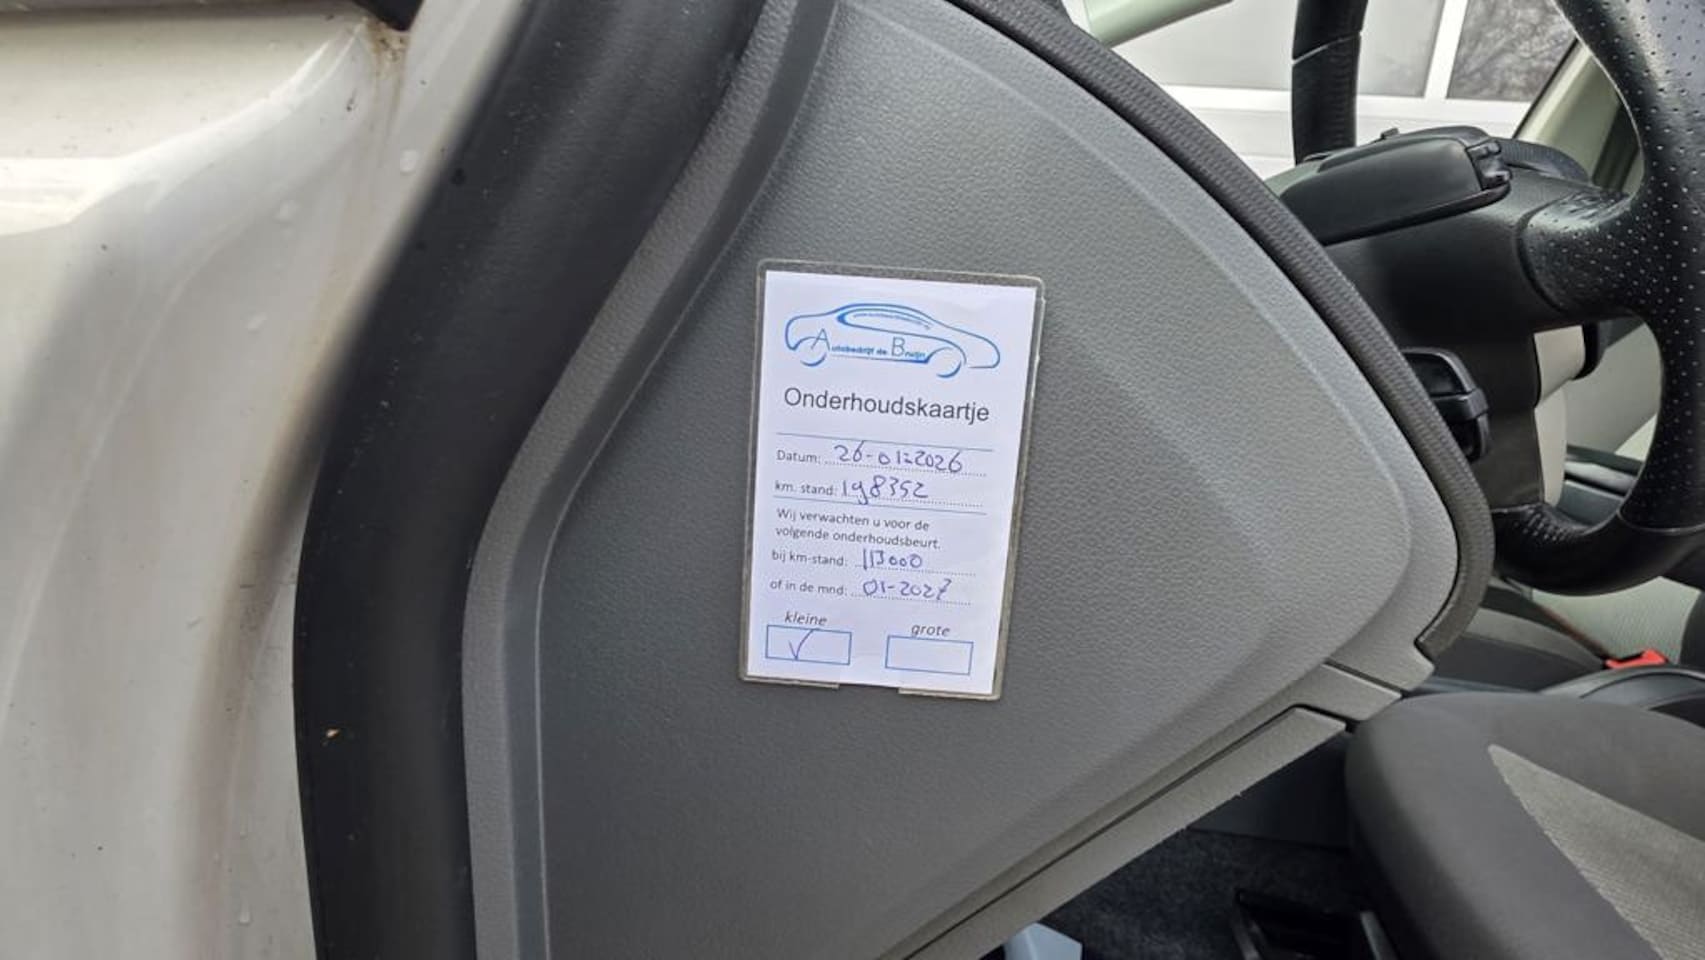 Autobedrijf de Bruijn
Onderhoudskaartje
Datum: 26-01-2026
km. stand: 198352
Wij verwachten u voor de
volgende onderhoudsbeurt.
bij km-stand: 113000
of in de mnd: 01-2027
kleine grote
✓